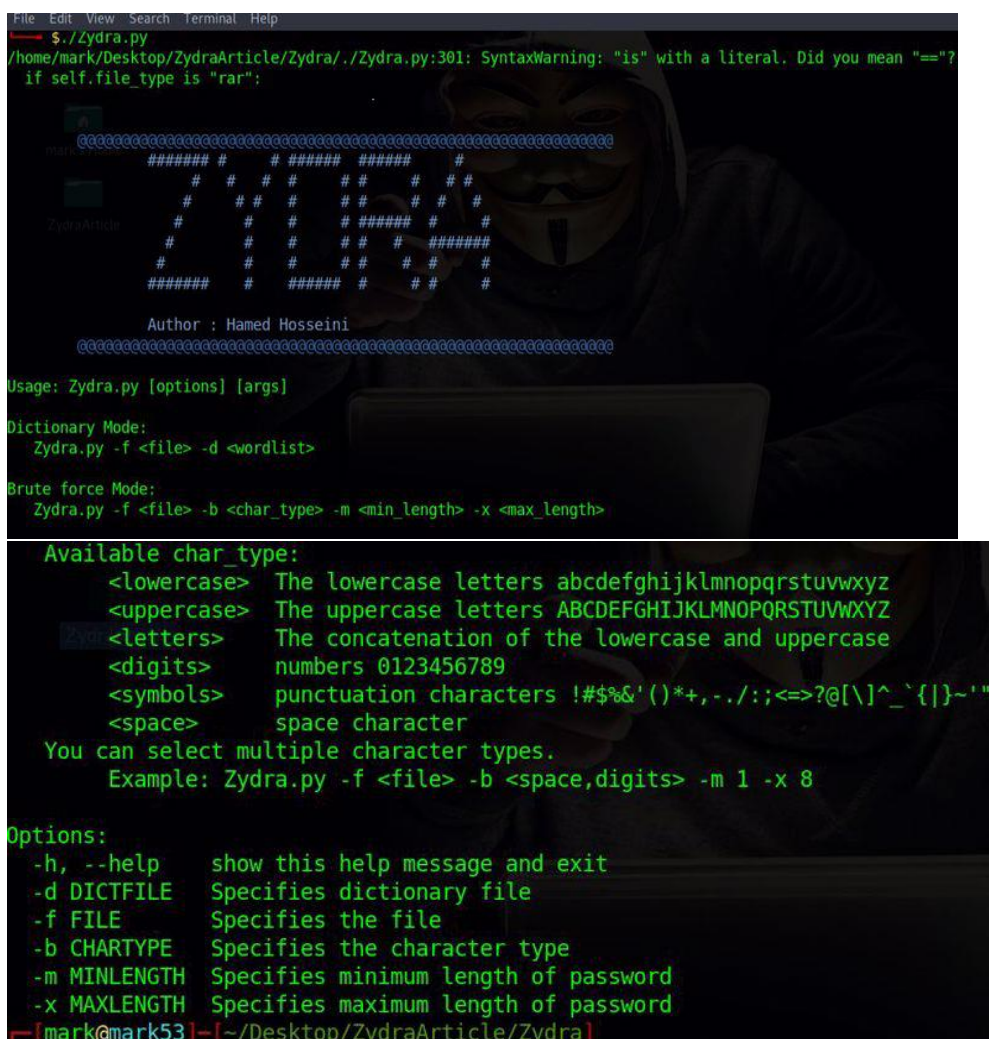 File Edit View Search Terminal Help
$./Zydra.py
/home/mark/Desktop/ZydraArticle/Zydra/./Zydra.py:301: SyntaxWarning: "is" with a literal. Did you mean "=="?
if self.file_type is "rar":
ZYDRA
Author : Hamed Hosseini
ZydraArticle
Usage: Zydra.py [options] [args]
Dictionary Mode:
Zydra.py -f <file> -d <wordlist>
Brute force Mode:
Zydra.py -f <file> -b <char_type> -m <min_length> -x <max_length>
Available char_type:
<lowercase> The lowercase letters abcdefghijklmnopqrstuvwxyz
<uppercase> The uppercase letters ABCDEFGHIJKLMNOPQRSTUVWXYZ
<letters> The concatenation of the lowercase and uppercase
<digits> numbers 0123456789
<symbols> punctuation characters !#$%&'()*+,-./:;<=>?@[\]^_`{|}~'"
<space> space character
You can select multiple character types.
Example: Zydra.py -f <file> -b <space,digits> -m 1 -x 8
Options:
-h, --help show this help message and exit
-d DICTFILE Specifies dictionary file
-f FILE Specifies the file
-b CHARTYPE Specifies the character type
-m MINLENGTH Specifies minimum length of password
-x MAXLENGTH Specifies maximum length of password
[mark@mark53]-[~/Desktop/ZydraArticle/Zydra]